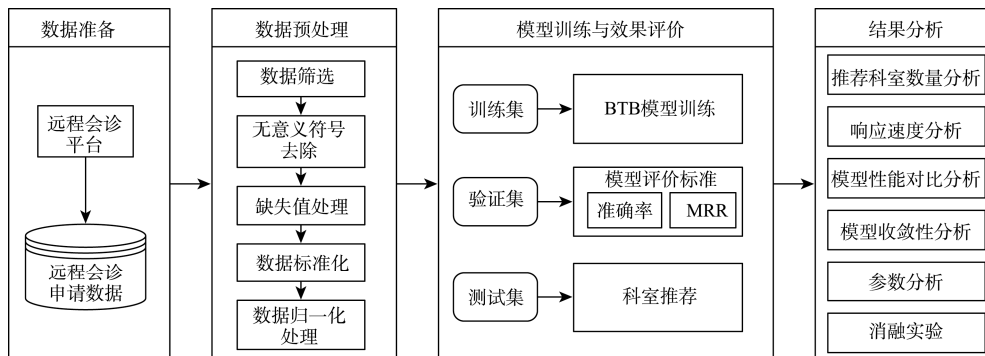 数据准备
远程会诊
平台
远程会诊
申请数据
数据预处理
数据筛选
无意义符号
去除
缺失值处理
数据标准化
数据归一化
处理
模型训练与效果评价
训练集
BTB模型训练
验证集
模型评价标准
准确率
MRR
测试集
科室推荐
结果分析
推荐科室数量分析
响应速度分析
模型性能对比分析
模型收敛性分析
参数分析
消融实验